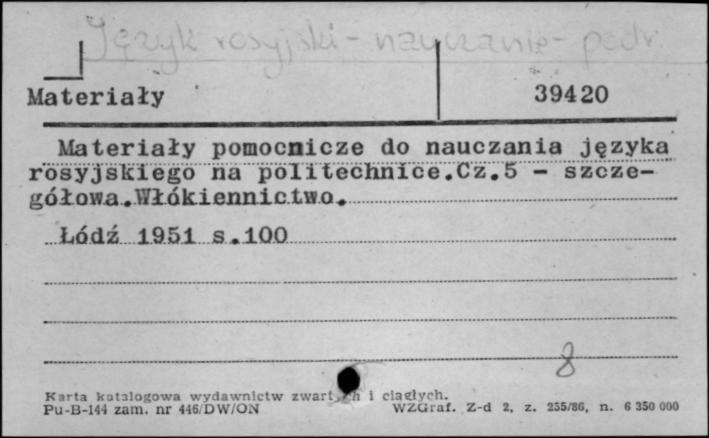 Język rosyjski - nauczanie - podr.
Materiały 39420
Materiały pomocnicze do nauczania języka
rosyjskiego na politechnice.Cz.5 - szcze-
gółowa.Włókiennictwo.
Łódź 1951 s.100
8
Karta katalogowa wydawnictw zwartych i ciągłych.
Pu-B-144 zam. nr 446/DW/ON WZGraf. Z-d 2, z. 255/86, n. 6 350 000